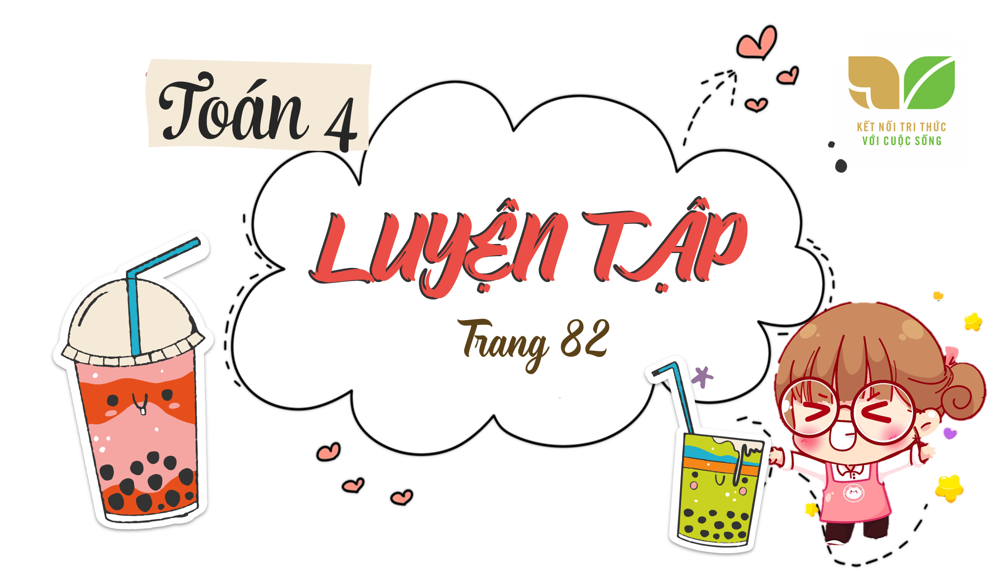 Toán 4
KẾT NỐI TRI THỨC
VỚI CUỘC SỐNG
LUYỆN TẬP
Trang 82